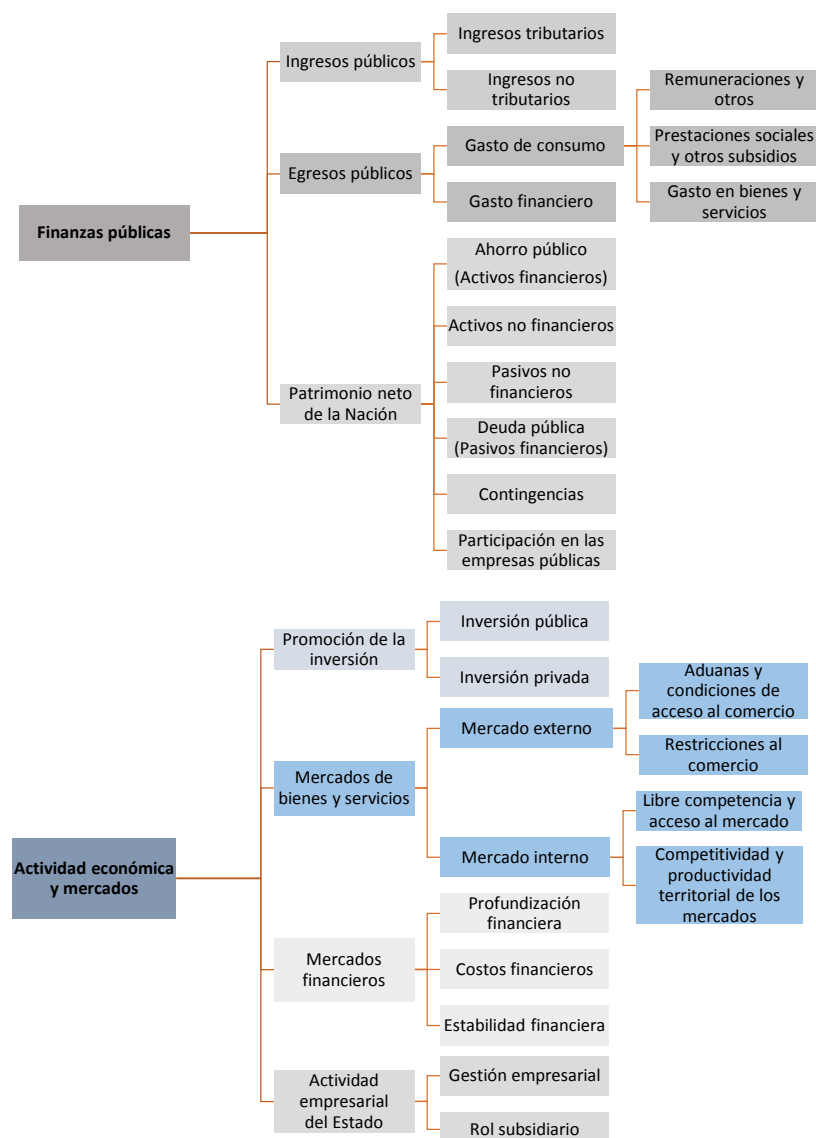 Finanzas públicas
Ingresos públicos
Ingresos tributarios
Ingresos no
tributarios
Egresos públicos
Gasto de consumo
Remuneraciones y
otros
Prestaciones sociales
y otros subsidios
Gasto en bienes y
servicios
Gasto financiero
Patrimonio neto
de la Nación
Ahorro público
(Activos financieros)
Activos no financieros
Pasivos no
financieros
Deuda pública
(Pasivos financieros)
Contingencias
Participación en las
empresas públicas
Actividad económica
y mercados
Promoción de la
inversión
Inversión pública
Inversión privada
Mercados de
bienes y servicios
Mercado externo
Aduanas y
condiciones de
acceso al comercio
Restricciones al
comercio
Mercado interno
Libre competencia y
acceso al mercado
Competitividad y
productividad
territorial de los
mercados
Mercados
financieros
Profundización
financiera
Costos financieros
Estabilidad financiera
Actividad
empresarial
del Estado
Gestión empresarial
Rol subsidiario